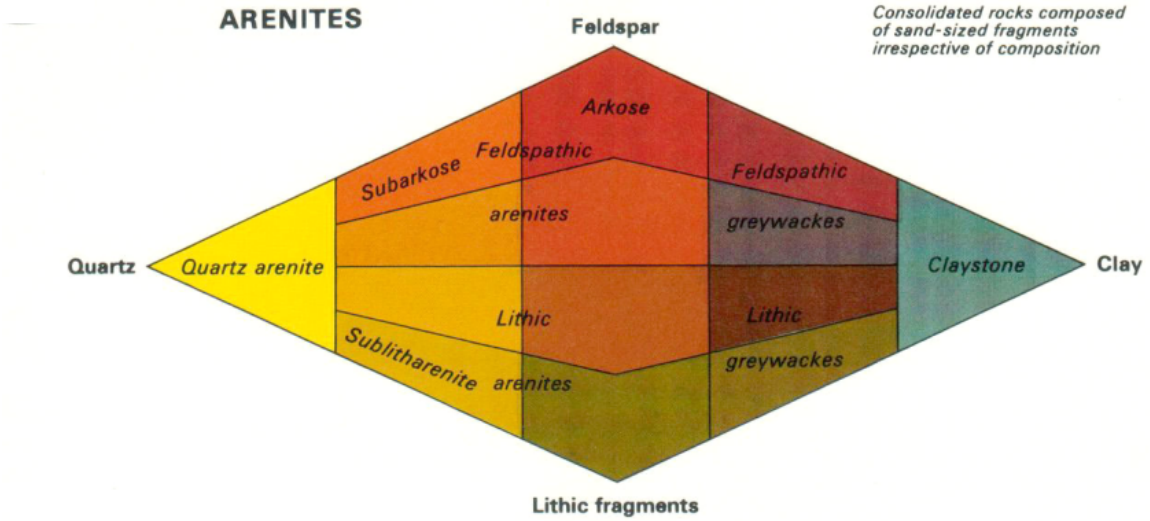 ARENITES
Consolidated rocks composed
of sand-sized fragments
irrespective of composition
Feldspar
Arkose
Subarkose
Feldspathic
arenites
Feldspathic
greywackes
Quartz
Quartz arenite
Claystone
Clay
Lithic
arenites
Lithic
greywackes
Sublitharenite
Lithic fragments